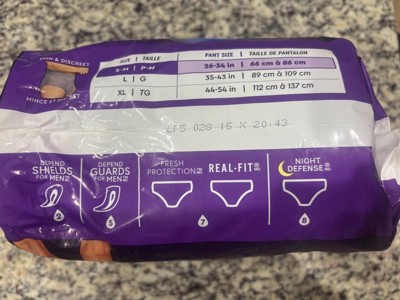 THIN & DISCREET
MINCE ET
SIZE | TAILLE PANT SIZE | TAILLE DE PANTALON
S-M | P-M 26-34 in | 66 cm à 86 cm
L | G 35-43 in | 89 cm à 109 cm
XL | TG 44-54 in | 112 cm à 137 cm
LF5 028 15 X 20:43
DEPEND SHIELDS FOR MEN
DEPEND GUARDS FOR MEN
FRESH PROTECTION
REAL-FIT
NIGHT DEFENSE
2 5 7 8